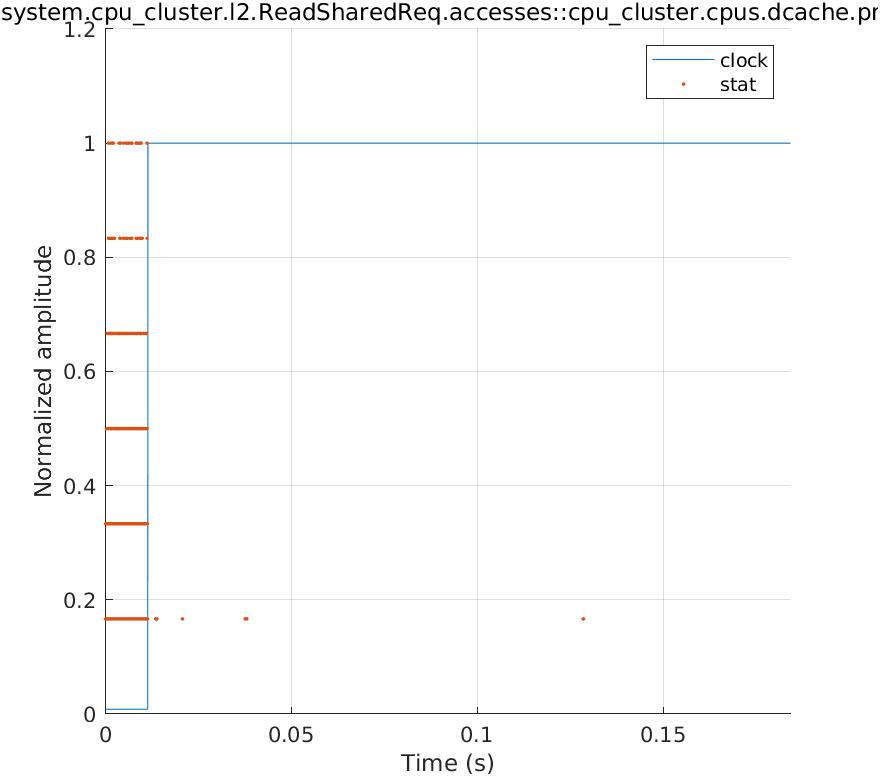 system.cpu_cluster.l2.ReadSharedReq.accesses::cpu_cluster.cpus.dcache.pr
1.2
clock
stat
1
0.8
0.6
0.4
0.2
0
Normalized amplitude
0
0.05
0.1
0.15
Time (s)